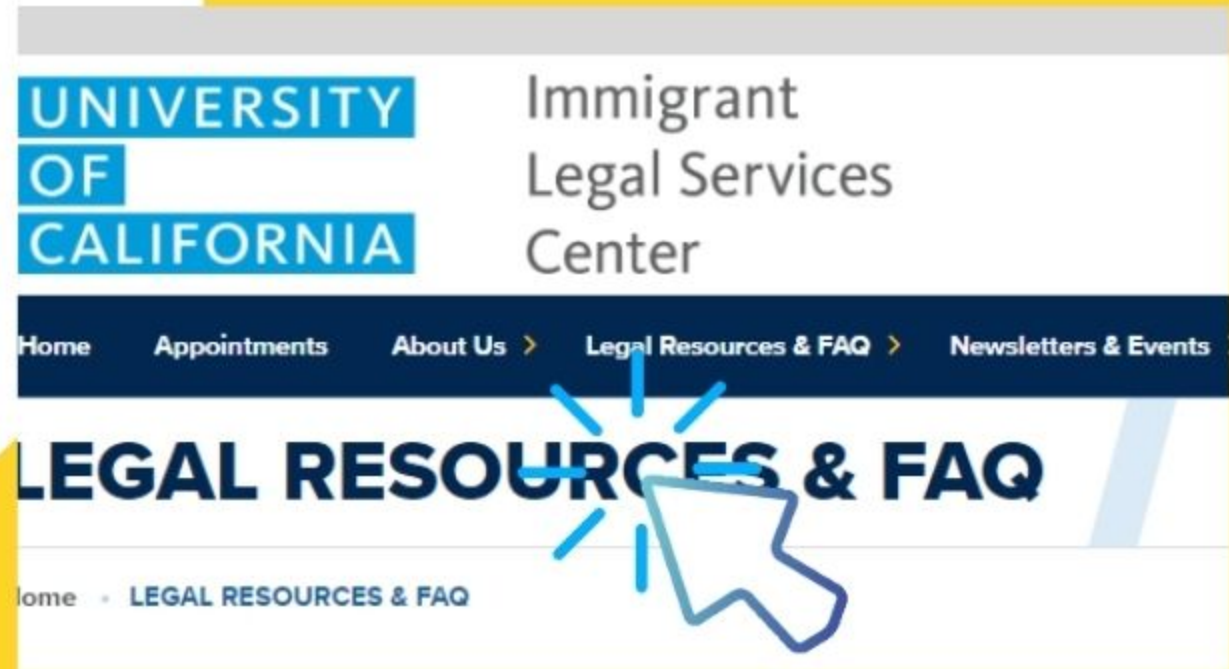 UNIVERSITY
OF
CALIFORNIA
Immigrant
Legal Services
Center
Home Appointments About Us > Legal Resources & FAQ > Newsletters & Events
LEGAL RESOURCES & FAQ
ome • LEGAL RESOURCES & FAQ